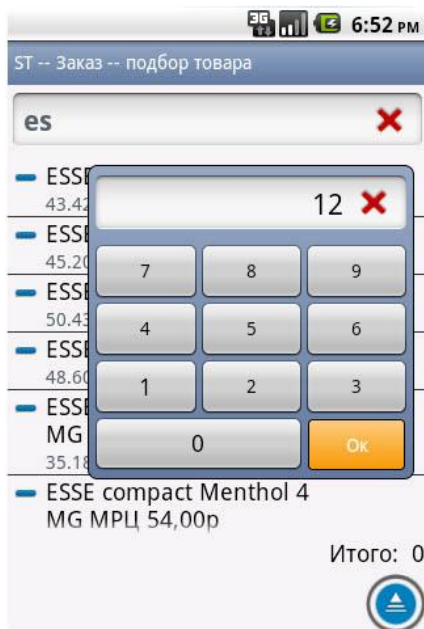 3G
6:52 PM
ST -- Заказ -- подбор товара
es
ESSE
43.42
ESSE
45.20
ESSE
50.43
ESSE
48.60
ESSE
MG
35.18
12
7 8 9
4 5 6
1 2 3
0 Ок
ESSE compact Menthol 4
MG МРЦ 54,00р
Итого: 0